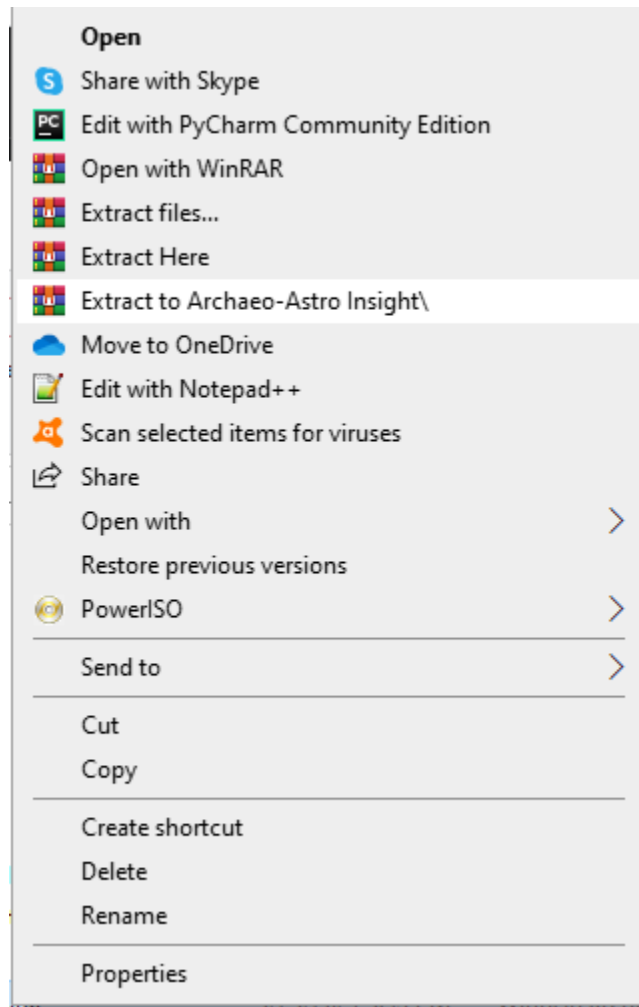 Open
Share with Skype
Edit with PyCharm Community Edition
Open with WinRAR
Extract files...
Extract Here
Extract to Archaeo-Astro Insight\
Move to OneDrive
Edit with Notepad++
Scan selected items for viruses
Share
Open with
Restore previous versions
PowerISO
Send to
Cut
Copy
Create shortcut
Delete
Rename
Properties